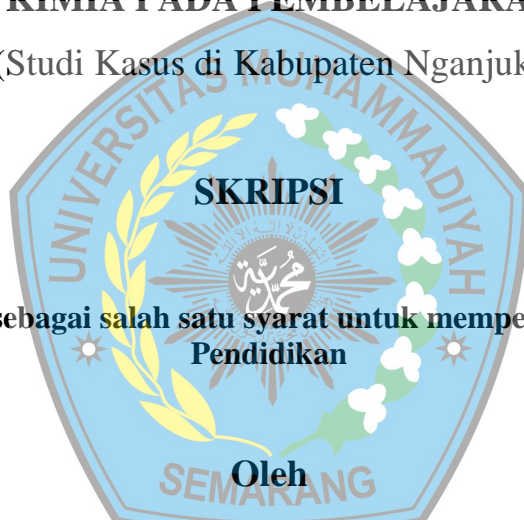 KIMIA PADA PEMBELAJARA
(Studi Kasus di Kabupaten Nganjuk
UNIVERSITAS MUHAMMADIYAH
SKRIPSI
محمد
sebagai salah satu syarat untuk mempe
Pendidikan
SEMARANG
Oleh